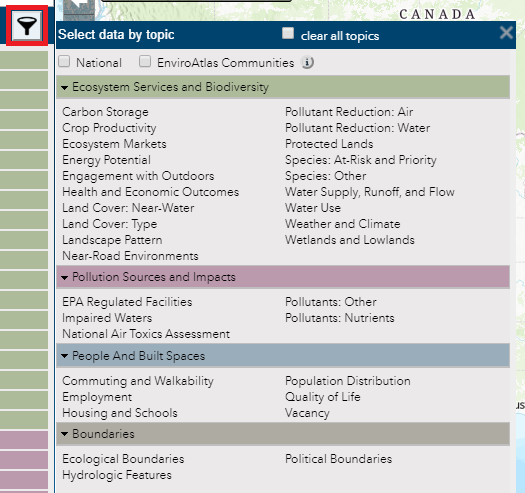 CANADA
Select data by topic
clear all topics
National
EnviroAtlas Communities
Ecosystem Services and Biodiversity
Carbon Storage
Crop Productivity
Ecosystem Markets
Energy Potential
Engagement with Outdoors
Health and Economic Outcomes
Land Cover: Near-Water
Land Cover: Type
Landscape Pattern
Near-Road Environments
Pollutant Reduction: Air
Pollutant Reduction: Water
Protected Lands
Species: At-Risk and Priority
Species: Other
Water Supply, Runoff, and Flow
Water Use
Weather and Climate
Wetlands and Lowlands
Pollution Sources and Impacts
EPA Regulated Facilities
Impaired Waters
National Air Toxics Assessment
Pollutants: Other
Pollutants: Nutrients
People And Built Spaces
Commuting and Walkability
Employment
Housing and Schools
Population Distribution
Quality of Life
Vacancy
Boundaries
Ecological Boundaries
Hydrologic Features
Political Boundaries